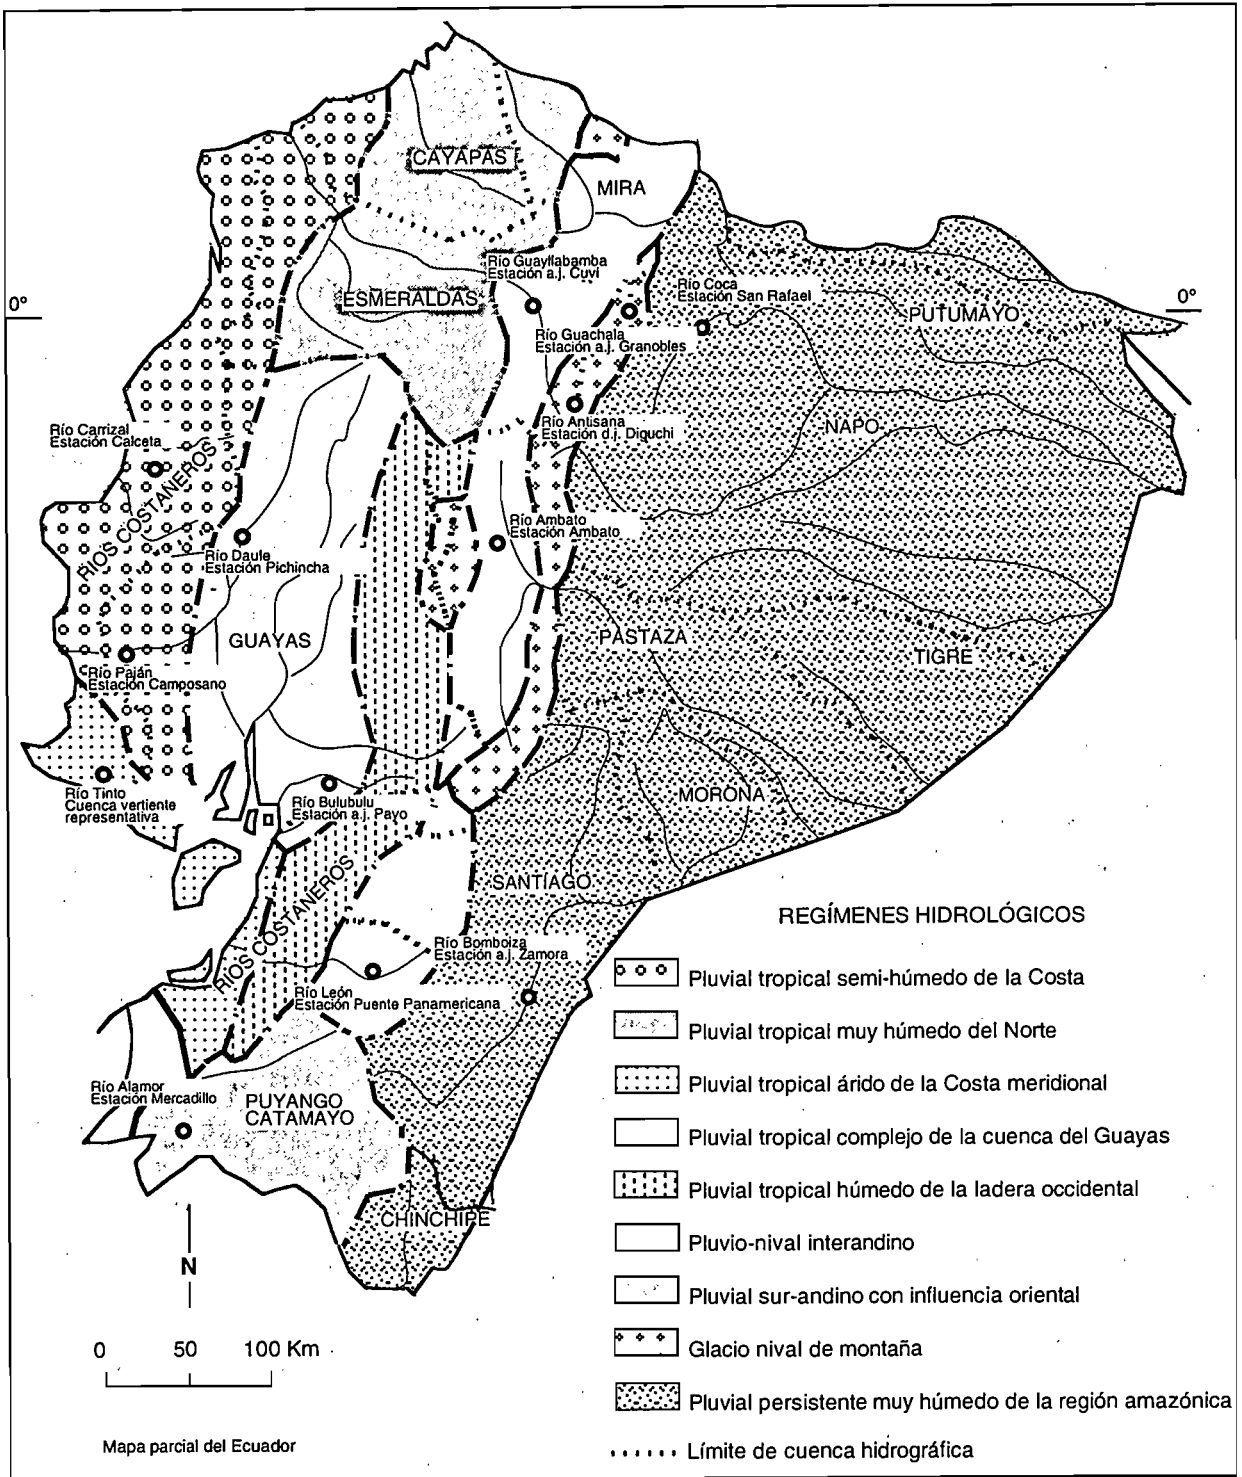 CAYAPAS
MIRA
Río Guayllabamba
Estación a.j. Cuvi
ESMERALDAS
Río Coca
Estación San Rafael
0°
0°
PUTUMAYO
Río Guachala
Estación a.j. Granobles
Río Carrizal
Estación Calceta
Río Antisana
Estación d.j. Diguchi
NAPO
RIOS COSTANEROS
Río Ambato
Estación Ambato
Río Daule
Estación Pichincha
GUAYAS
PASTAZA
TIGRE
Río Paján
Estación Camposano
Río Tinto
Cuenca vertiente
representativa
Río Bulubulu
Estación a.j. Payo
MORONA
SANTIAGO
RIOS COSTANEROS
Río Bomboiza
Estación a.j. Zamora
Río León
Estación Puente Panamericana
Río Alamor
Estación Mercadillo
PUYANGO
CATAMAYO
CHINCHIPE
N
0 50 100 Km
Mapa parcial del Ecuador
REGÍMENES HIDROLÓGICOS
Pluvial tropical semi-húmedo de la Costa
Pluvial tropical muy húmedo del Norte
Pluvial tropical árido de la Costa meridional
Pluvial tropical complejo de la cuenca del Guayas
Pluvial tropical húmedo de la ladera occidental
Pluvio-nival interandino
Pluvial sur-andino con influencia oriental
Glacio nival de montaña
Pluvial persistente muy húmedo de la región amazónica
Límite de cuenca hidrográfica